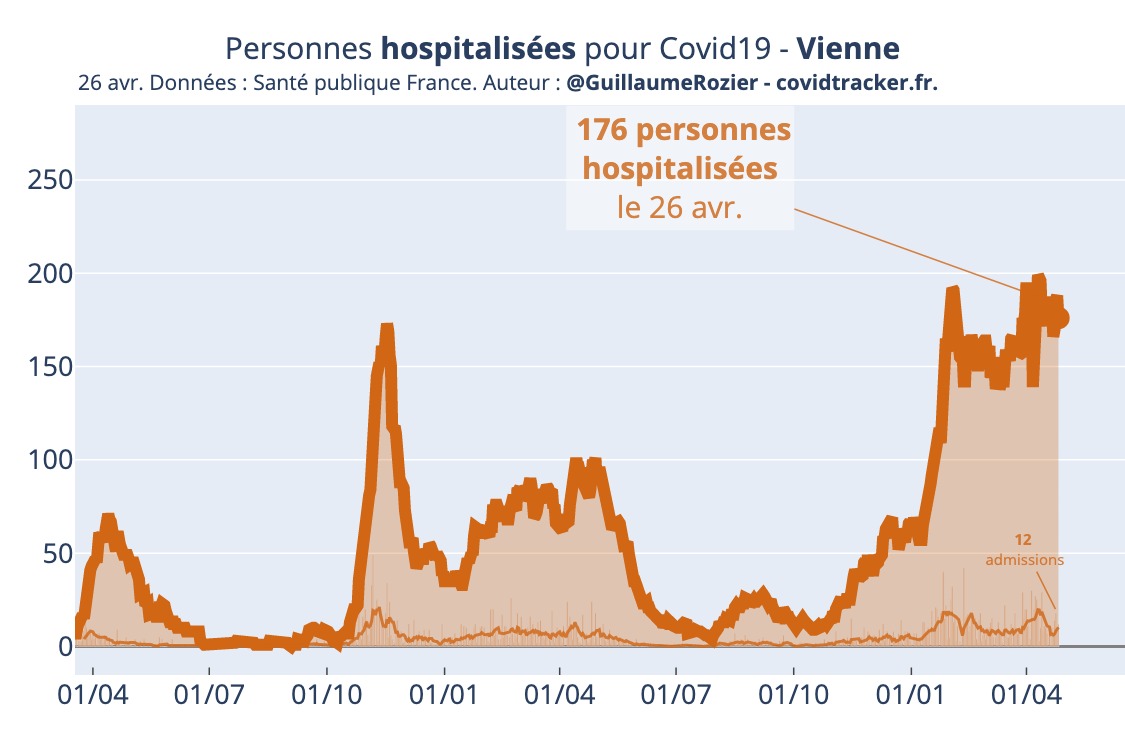 Personnes hospitalisées pour Covid19 - Vienne
26 avr. Données : Santé publique France. Auteur : @GuillaumeRozier - covidtracker.fr.
176 personnes
hospitalisées
le 26 avr.
250
200
150
100
50
0
12
admissions
01/04
01/07
01/10
01/01
01/04
01/07
01/10
01/01
01/04